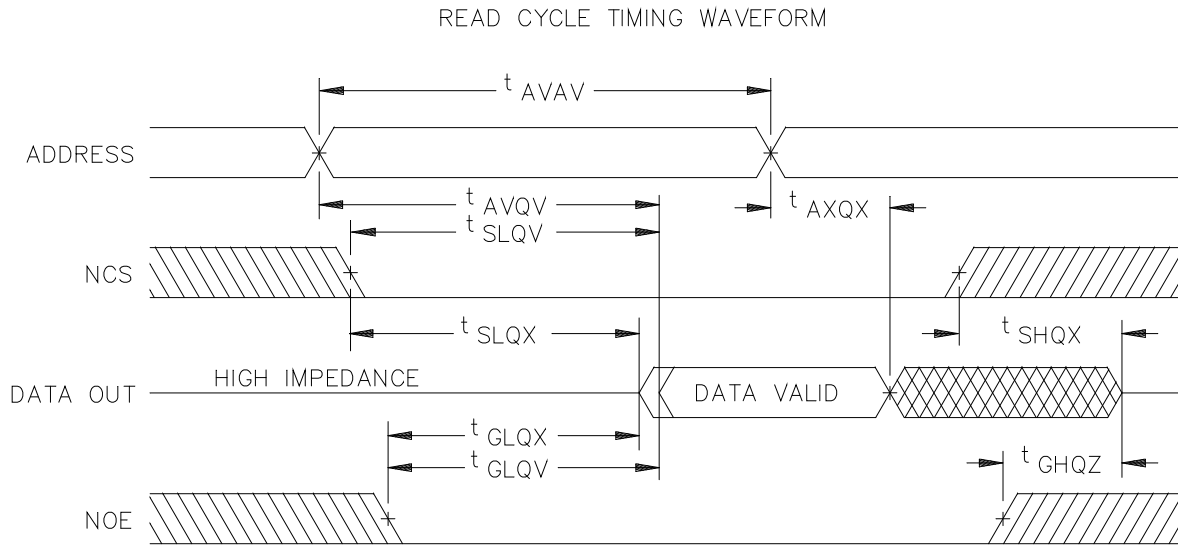 READ CYCLE TIMING WAVEFORM
t AVAV
ADDRESS
t AVQV
t AXQX
t SLQV
NCS
t SLQX
t SHQX
HIGH IMPEDANCE
DATA OUT
DATA VALID
t GLQX
t GLQV
t GHQZ
NOE